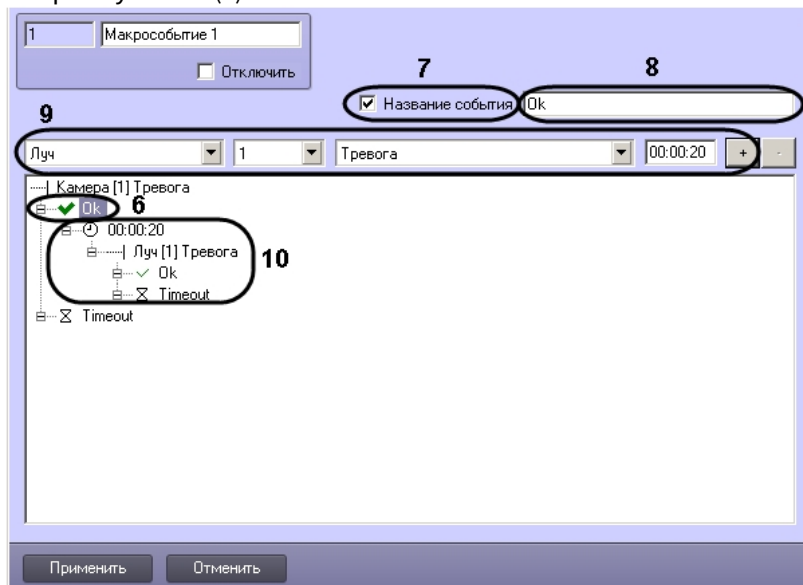 1 Макрособытие 1
Отключить
7 8
Название события Ok
9
Луч 1 Тревога 00:00:20 + -
Камера [1] Тревога
Ok 6
00:00:20
Луч [1] Тревога 10
Ok
Timeout
Timeout
Применить Отменить